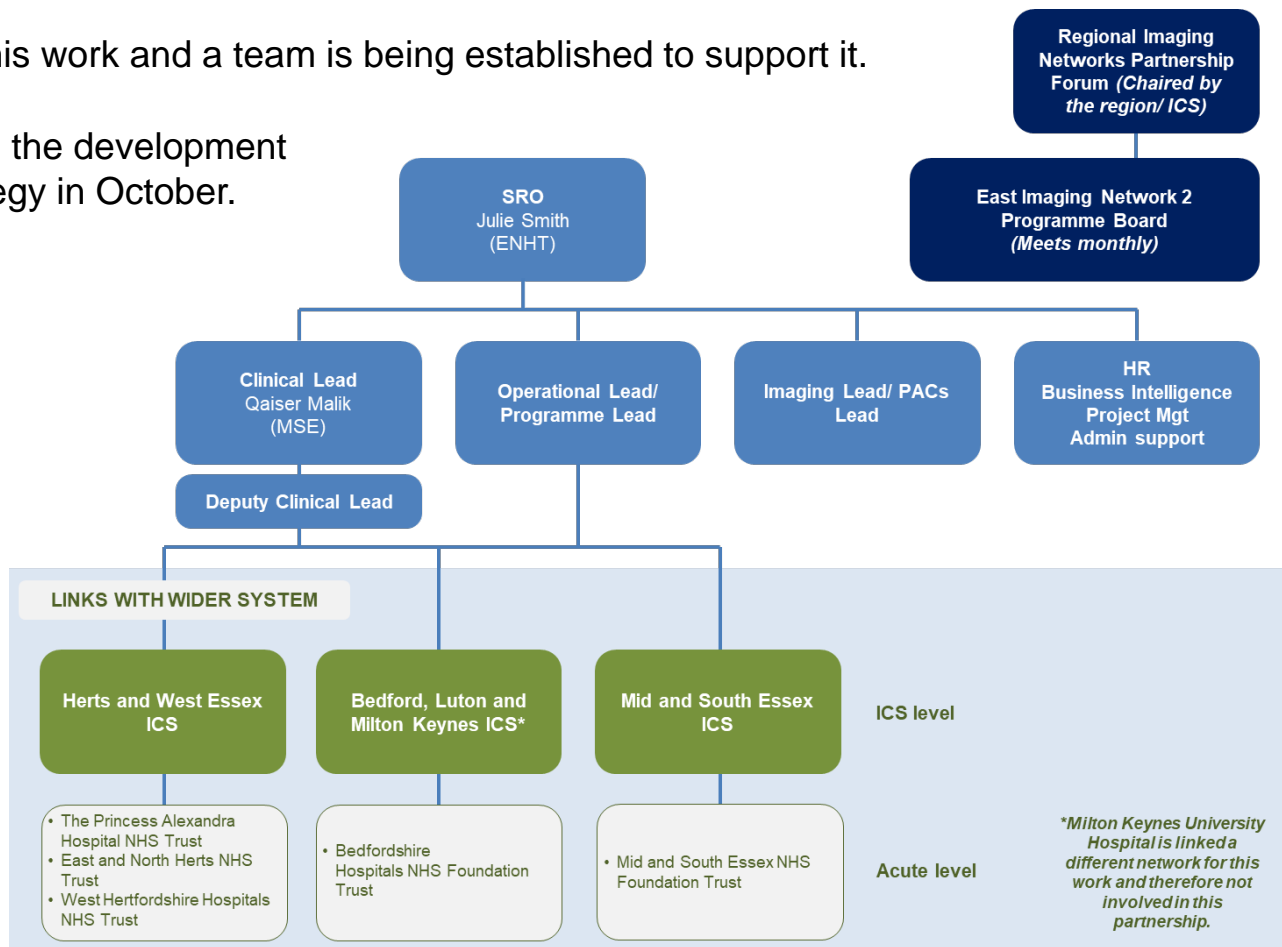 his work and a team is being established to support it.
the development
egy in October.
Regional Imaging
Networks Partnership
Forum (Chaired by
the region/ ICS)
East Imaging Network 2
Programme Board
(Meets monthly)
SRO
Julie Smith
(ENHT)
Clinical Lead
Qaiser Malik
(MSE)
Operational Lead/
Programme Lead
Imaging Lead/ PACs
Lead
HR
Business Intelligence
Project Mgt
Admin support
Deputy Clinical Lead
LINKS WITH WIDER SYSTEM
Herts and West Essex
ICS
Bedford, Luton and
Milton Keynes ICS*
Mid and South Essex
ICS
ICS level
• The Princess Alexandra
Hospital NHS Trust
• East and North Herts NHS
Trust
• West Hertfordshire Hospitals
NHS Trust
• Bedfordshire
Hospitals NHS Foundation
Trust
• Mid and South Essex NHS
Foundation Trust
Acute level
*Milton Keynes University
Hospital is linked a
different network for this
work and therefore not
involved in this
partnership.